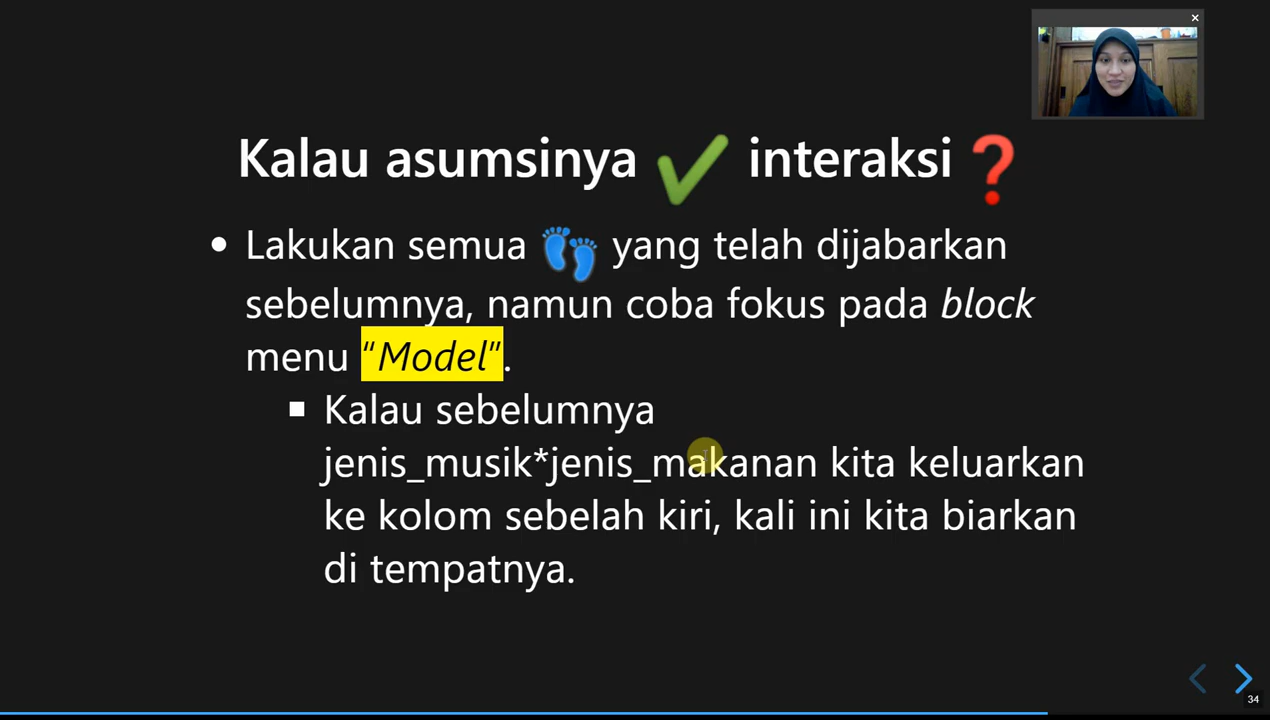 Kalau asumsinya ✔ interaksi ❓
• Lakukan semua 👣 yang telah dijabarkan
sebelumnya, namun coba fokus pada block
menu “Model”.
▪ Kalau sebelumnya
jenis_musik*jenis_makanan kita keluarkan
ke kolom sebelah kiri, kali ini kita biarkan
di tempatnya.
34